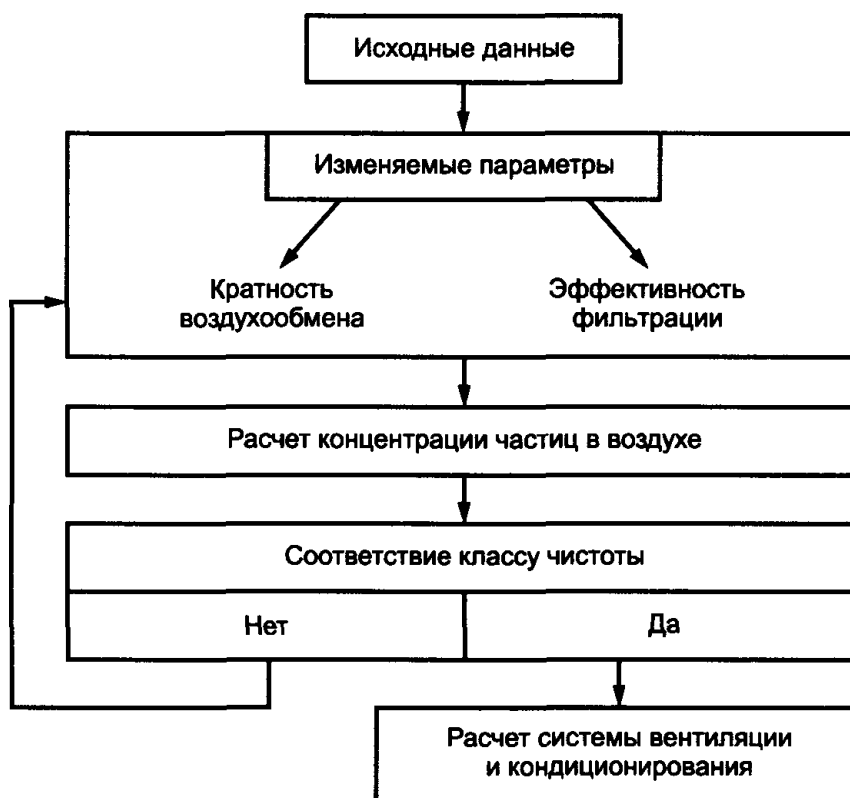 Исходные данные
Изменяемые параметры
Кратность
воздухообмена
Эффективность
фильтрации
Расчет концентрации частиц в воздухе
Соответствие классу чистоты
Нет
Да
Расчет системы вентиляции
и кондиционирования